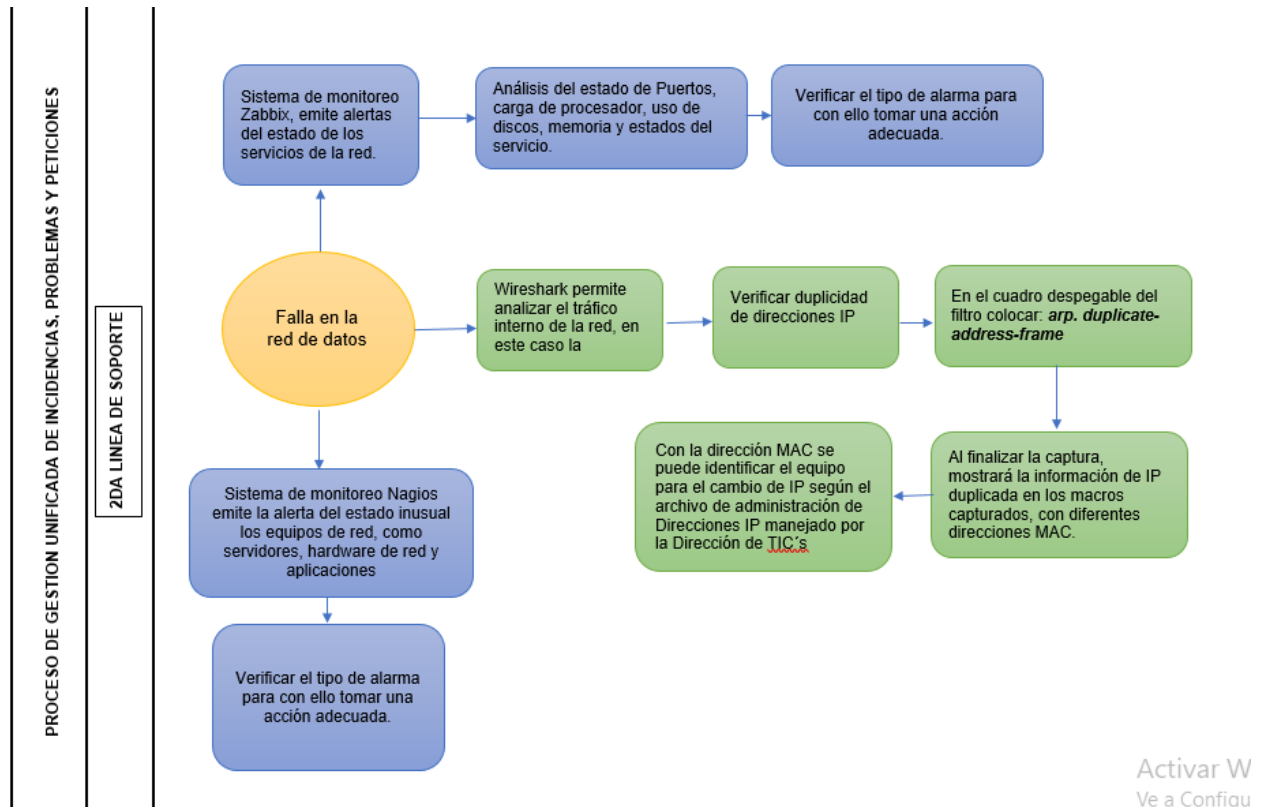 PROCESO DE GESTION UNIFICADA DE INCIDENCIAS, PROBLEMAS Y PETICIONES
2DA LINEA DE SOPORTE
Sistema de monitoreo
Zabbix, emite alertas
del estado de los
servicios de la red.
Análisis del estado de Puertos,
carga de procesador, uso de
discos, memoria y estados del
servicio.
Verificar el tipo de alarma para
con ello tomar una acción
adecuada.
Falla en la
red de datos
Wireshark permite
analizar el tráfico
interno de la red, en
este caso la
Verificar duplicidad
de direcciones IP
En el cuadro despegable del
filtro colocar: arp. duplicate-
address-frame
Al finalizar la captura,
mostrará la información de IP
duplicada en los macros
capturados, con diferentes
direcciones MAC.
Con la dirección MAC se
puede identificar el equipo
para el cambio de IP según el
archivo de administración de
Direcciones IP manejado por
la Dirección de TIC´s
Sistema de monitoreo Nagios
emite la alerta del estado inusual
los equipos de red, como
servidores, hardware de red y
aplicaciones
Verificar el tipo de alarma
para con ello tomar una
acción adecuada.
Activar W
Ve a Configu